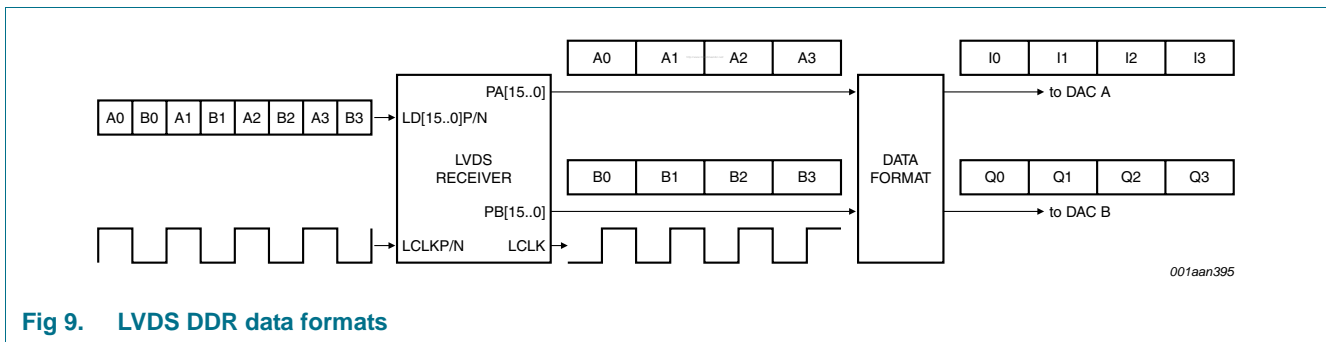 A0 A1 A2 A3
I0 I1 I2 I3
PA[15..0]
to DAC A
A0 B0 A1 B1 A2 B2 A3 B3
LD[15..0]P/N
LVDS
RECEIVER
DATA
FORMAT
B0 B1 B2 B3
Q0 Q1 Q2 Q3
PB[15..0]
to DAC B
LCLKP/N
LCLK
001aan395
Fig 9. LVDS DDR data formats